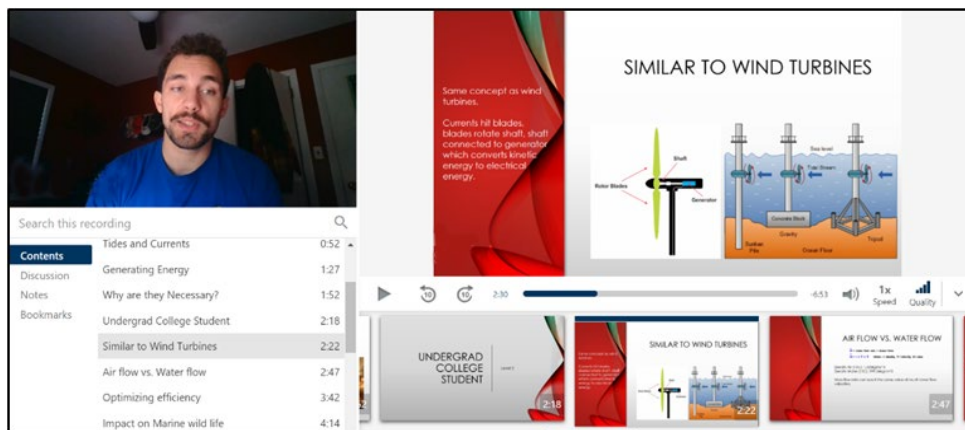 SIMILAR TO WIND TURBINES
Same concept as wind
turbines.
Currents hit blades,
blades rotate shaft, shaft
connected to generator
which converts kinetic
energy to electrical
energy.
Shaft
Rotor Blades
Generator
Sea level
Tidal Stream
Concrete Block
Gravity
Sunken
Pile
Ocean Floor
Tripod
Search this recording
Contents
Discussion
Notes
Bookmarks
Tides and Currents 0:52
Generating Energy 1:27
Why are they Necessary? 1:52
Undergrad College Student 2:18
Similar to Wind Turbines 2:22
Air flow vs. Water flow 2:47
Optimizing efficiency 3:42
Impact on Marine wild life 4:14
10
10
2:30
-6:53
1x
Speed
Quality
UNDERGRAD
COLLEGE
STUDENT
2:18
SIMILAR TO WIND TURBINES
2:22
AIR FLOW VS. WATER FLOW
2:47